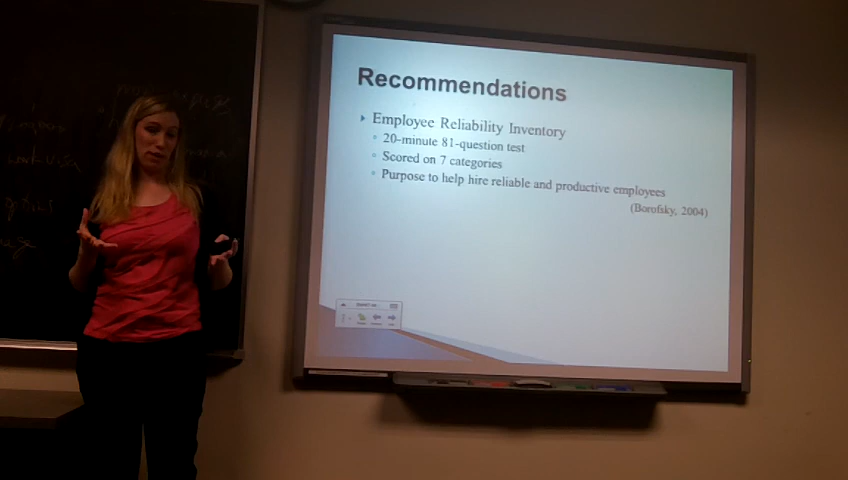 Recommendations
Employee Reliability Inventory
20-minute 81-question test
Scored on 7 categories
Purpose to help hire reliable and productive employees
(Borofsky, 2004)